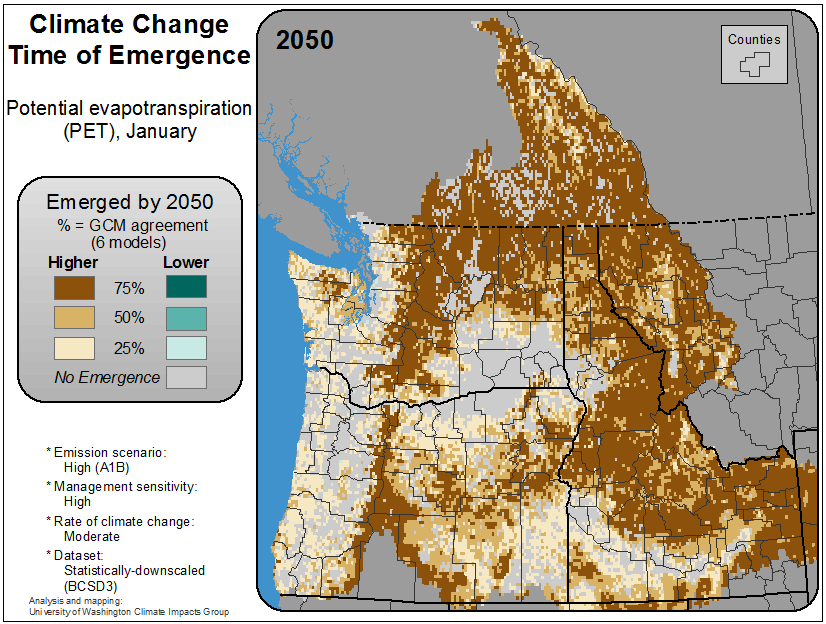 Climate Change
Time of Emergence
Potential evapotranspiration
(PET), January
Emerged by 2050
% = GCM agreement
(6 models)
Higher Lower
75%
50%
25%
No Emergence
* Emission scenario:
High (A1B)
* Management sensitivity:
High
* Rate of climate change:
Moderate
* Dataset:
Statistically-downscaled
(BCSD3)
Analysis and mapping:
University of Washington Climate Impacts Group
2050
Counties